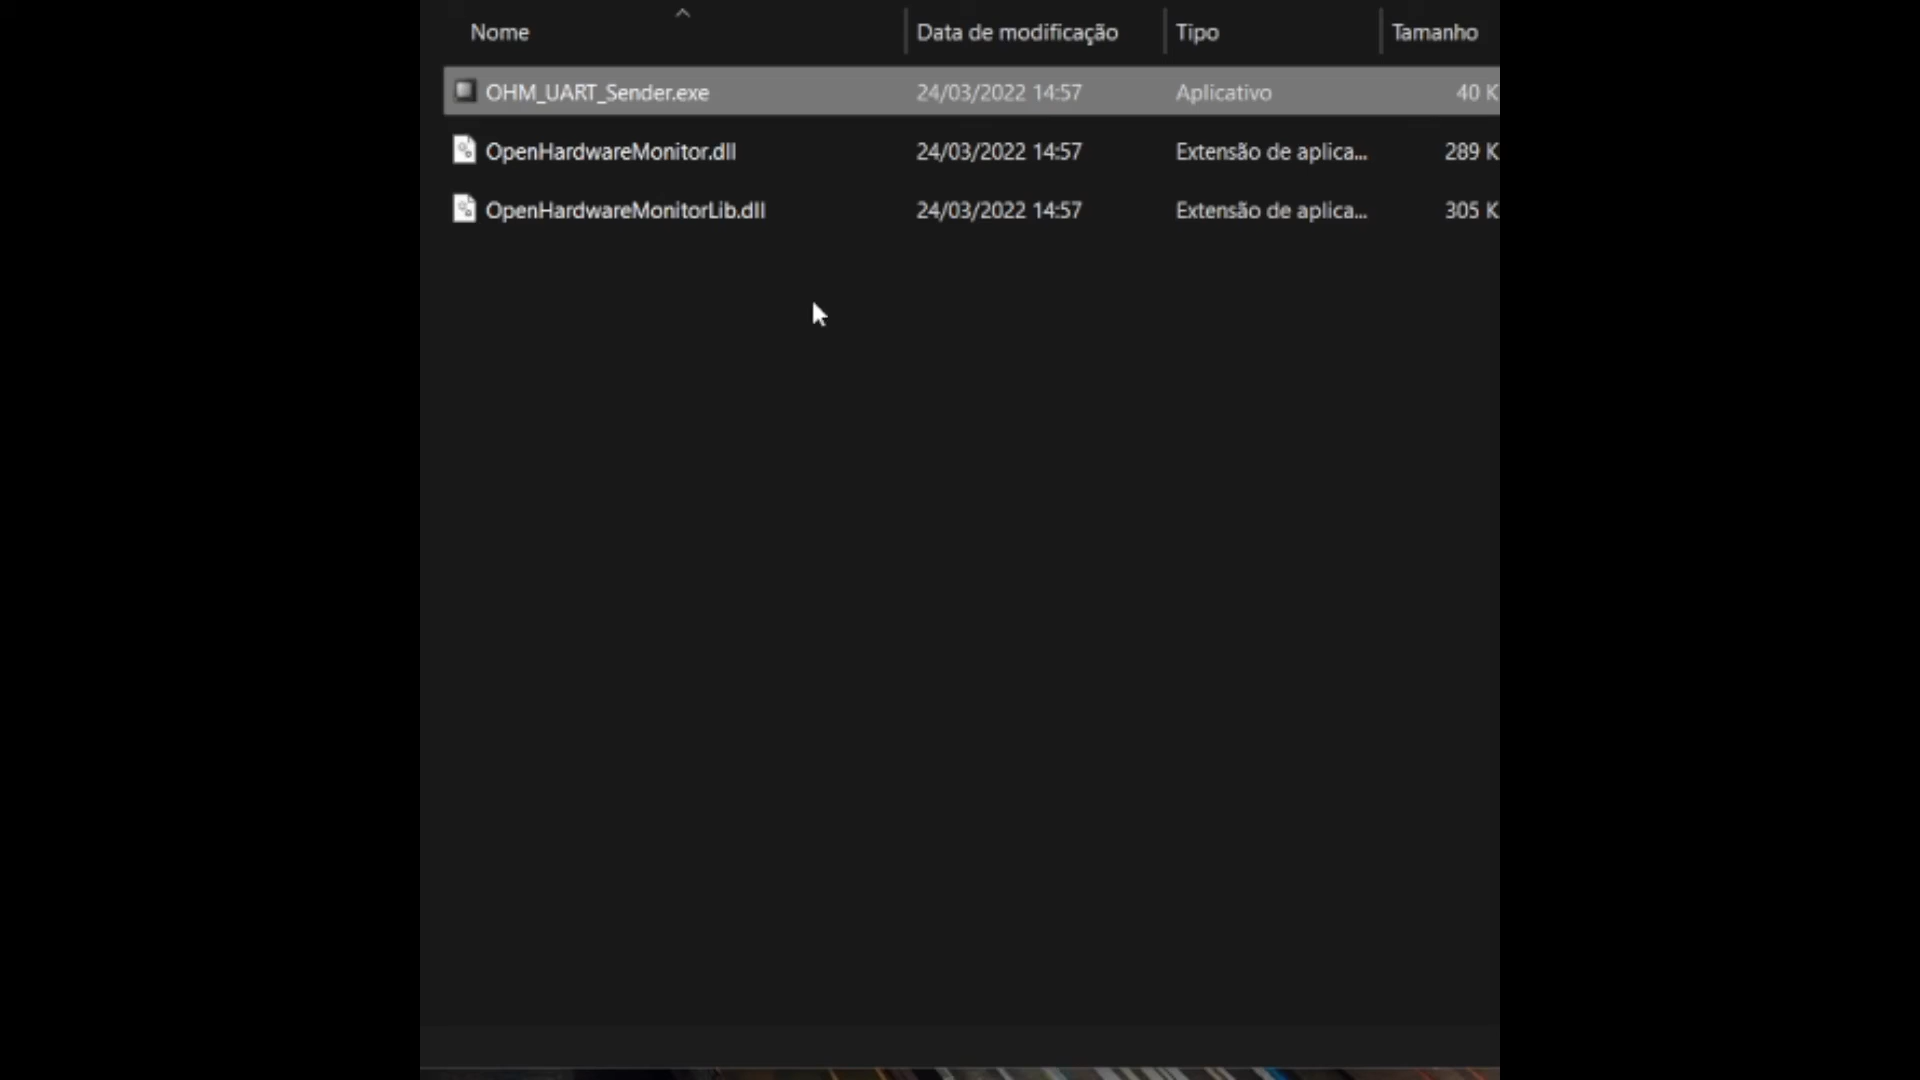 Nome Data de modificação Tipo Tamanho
OHM_UART_Sender.exe 24/03/2022 14:57 Aplicativo 40 K
OpenHardwareMonitor.dll 24/03/2022 14:57 Extensão de aplica... 289 K
OpenHardwareMonitorLib.dll 24/03/2022 14:57 Extensão de aplica... 305 K